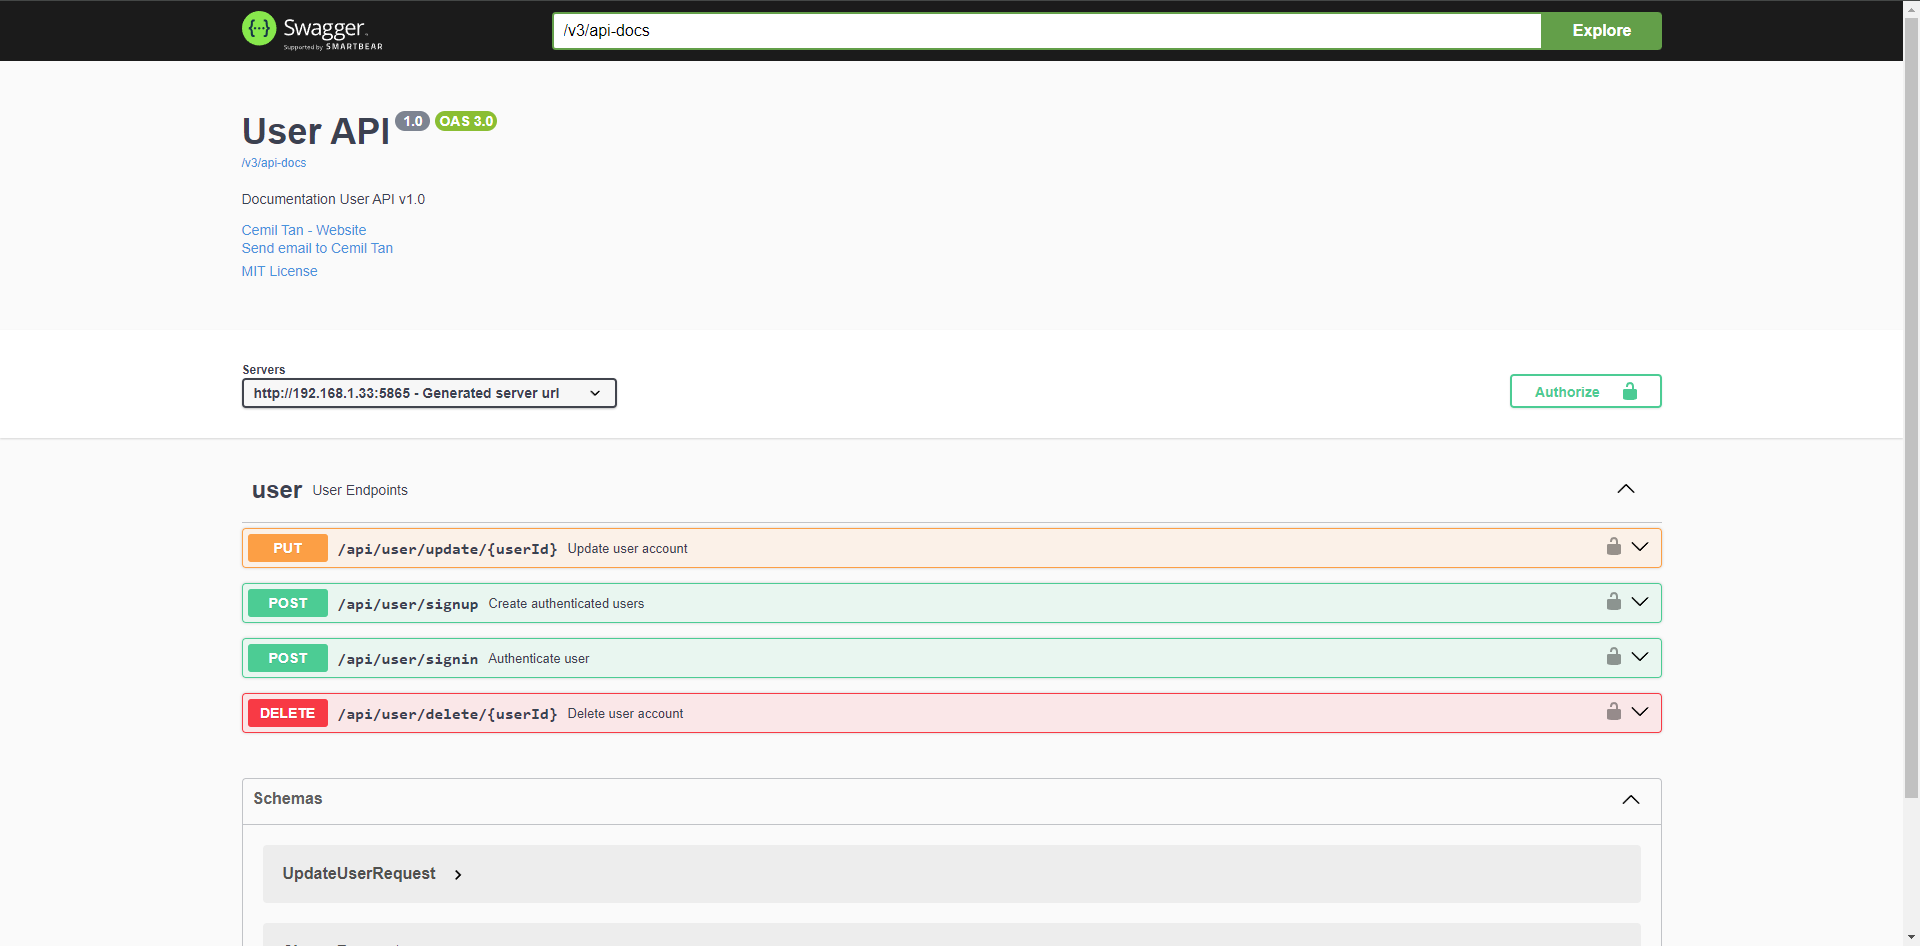 Swagger
Supported by SMARTBEAR
/v3/api-docs
Explore
User API 1.0 OAS 3.0
/v3/api-docs
Documentation User API v1.0
Cemil Tan - Website
Send email to Cemil Tan
MIT License
Servers
http://192.168.1.33:5865 - Generated server url
Authorize
user User Endpoints
PUT /api/user/update/{userId} Update user account
POST /api/user/signup Create authenticated users
POST /api/user/signin Authenticate user
DELETE /api/user/delete/{userId} Delete user account
Schemas
UpdateUserRequest